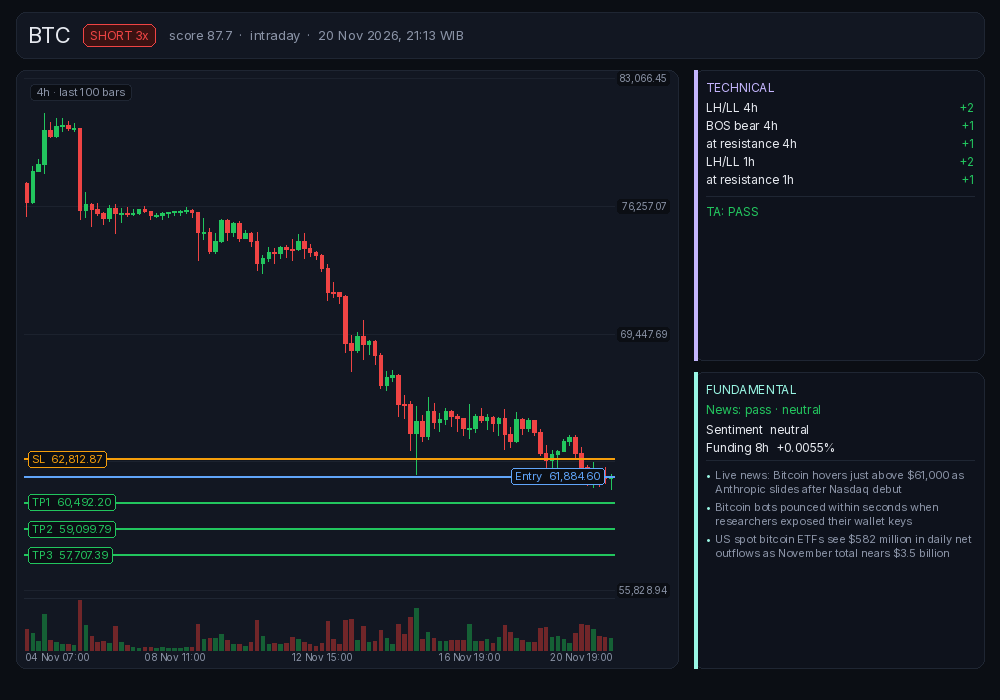 BTC SHORT 3x score 87.7 · intraday · 20 Nov 2026, 21:13 WIB
4h · last 100 bars
83,066.45
76,257.07
69,447.69
SL 62,812.87
Entry 61,884.60
TP1 60,492.20
TP2 59,099.79
TP3 57,707.39
55,828.94
04 Nov 07:00 08 Nov 11:00 12 Nov 15:00 16 Nov 19:00 20 Nov 19:00
TECHNICAL
LH/LL 4h +2
BOS bear 4h +1
at resistance 4h +1
LH/LL 1h +2
at resistance 1h +1
TA: PASS
FUNDAMENTAL
News: pass · neutral
Sentiment neutral
Funding 8h +0.0055%
• Live news: Bitcoin hovers just above $61,000 as
Anthropic slides after Nasdaq debut
• Bitcoin bots pounced within seconds when
researchers exposed their wallet keys
• US spot bitcoin ETFs see $582 million in daily net
outflows as November total nears $3.5 billion